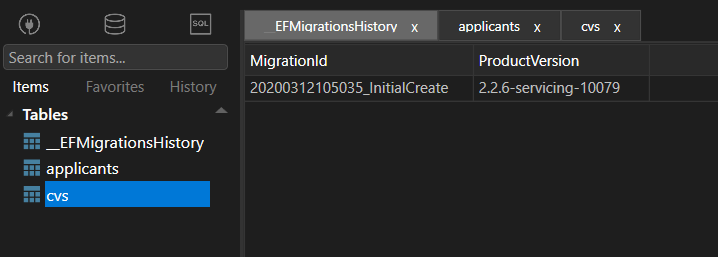 SQL
Search for items...
Items Favorites History
Tables
__EFMigrationsHistory
applicants
cvs
__EFMigrationsHistory x applicants x cvs x
MigrationId ProductVersion
20200312105035_InitialCreate 2.2.6-servicing-10079